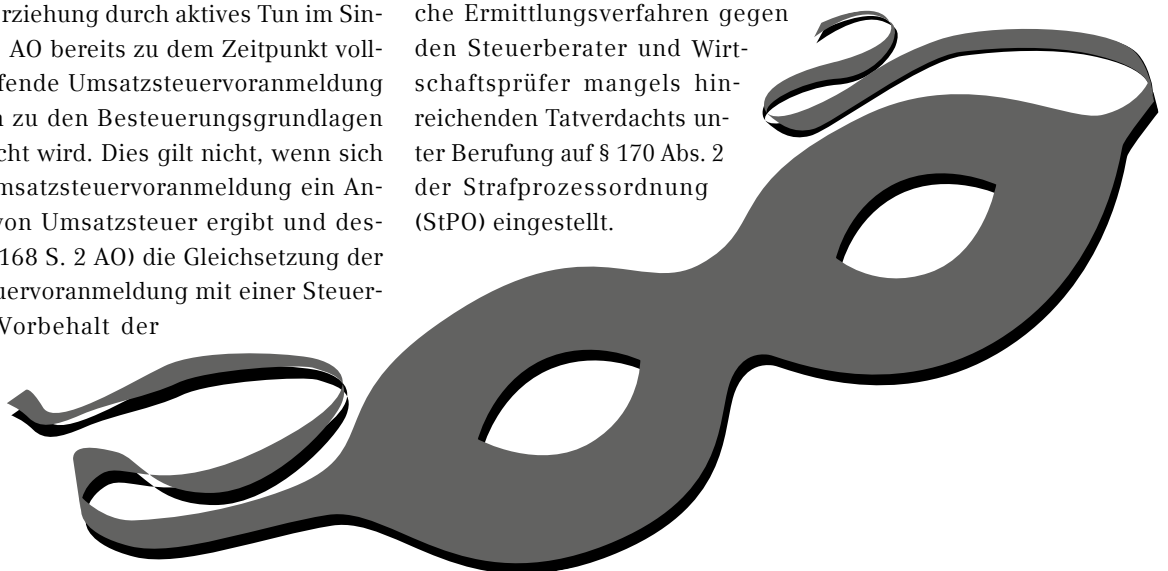 rziehung durch aktives Tun im Sin-
AO bereits zu dem Zeitpunkt voll-
fende Umsatzsteuervoranmeldung
zu den Besteuerungsgrundlagen
cht wird. Dies gilt nicht, wenn sich
msatzsteuervoranmeldung ein An-
von Umsatzsteuer ergibt und des-
168 S. 2 AO) die Gleichsetzung der
uervoranmeldung mit einer Steuer-
Vorbehalt der
che Ermittlungsverfahren gegen
den Steuerberater und Wirt-
schaftsprüfer mangels hin-
reichenden Tatverdachts un-
ter Berufung auf § 170 Abs. 2
der Strafprozessordnung
(StPO) eingestellt.